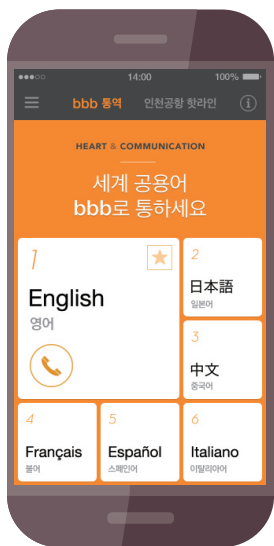 14:00
100%
bbb 통역
인천공항 핫라인
i
HEART & COMMUNICATION
세계 공용어
bbb로 통하세요
1
English
영어
2
日本語
일본어
3
中文
중국어
4
Français
불어
5
Español
스페인어
6
Italiano
이탈리아어